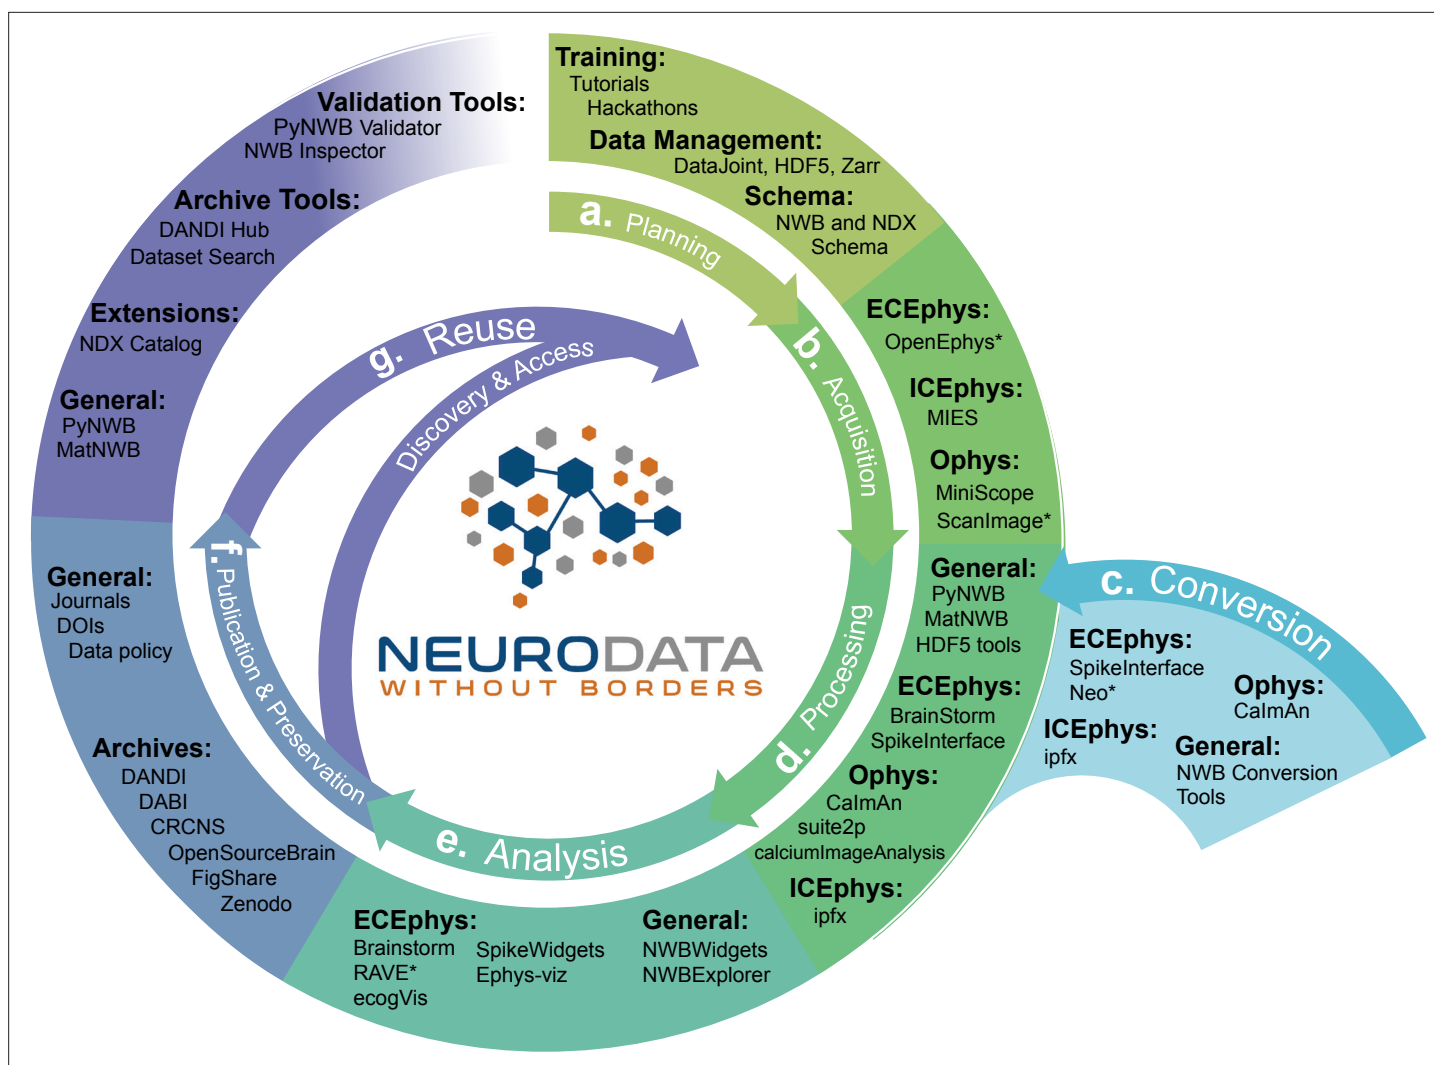 Training:
Tutorials
Hackathons
Data Management:
DataJoint, HDF5, Zarr
Schema:
NWB and NDX
Schema
a. Planning
ECEphys:
OpenEphys*
ICEphys:
MIES
Ophys:
MiniScope
ScanImage*
b. Acquisition
c. Conversion
ECEphys:
SpikeInterface
Neo*
Ophys:
CaImAn
ICEphys:
ipfx
General:
NWB Conversion
Tools
General:
PyNWB
MatNWB
HDF5 tools
ECEphys:
BrainStorm
SpikeInterface
Ophys:
CaImAn
suite2p
calciumImageAnalysis
ICEphys:
ipfx
d. Processing
e. Analysis
ECEphys:
Brainstorm
RAVE*
ecogVis
SpikeWidgets
Ephys-viz
General:
NWBWidgets
NWBExplorer
f. Publication & Preservation
General:
Journals
DOIs
Data policy
Archives:
DANDI
DABI
CRCNS
OpenSourceBrain
FigShare
Zenodo
g. Reuse
Discovery & Access
Validation Tools:
PyNWB Validator
NWB Inspector
Archive Tools:
DANDI Hub
Dataset Search
Extensions:
NDX Catalog
General:
PyNWB
MatNWB
NEURODATA
WITHOUT BORDERS